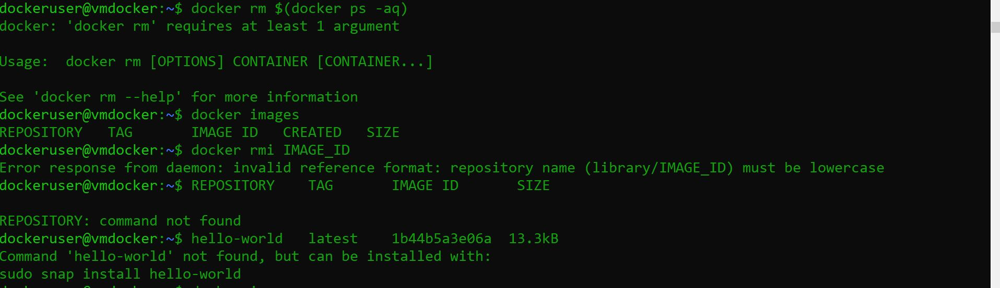 dockeruser@vmdocker:~$ docker rm $(docker ps -aq)
docker: 'docker rm' requires at least 1 argument
Usage:  docker rm [OPTIONS] CONTAINER [CONTAINER...]
See 'docker rm --help' for more information
dockeruser@vmdocker:~$ docker images
REPOSITORY   TAG       IMAGE ID   CREATED   SIZE
dockeruser@vmdocker:~$ docker rmi IMAGE_ID
Error response from daemon: invalid reference format: repository name (library/IMAGE_ID) must be lowercase
dockeruser@vmdocker:~$ REPOSITORY    TAG       IMAGE ID       SIZE
REPOSITORY: command not found
dockeruser@vmdocker:~$ hello-world   latest    1b44b5a3e06a  13.3kB
Command 'hello-world' not found, but can be installed with:
sudo snap install hello-world